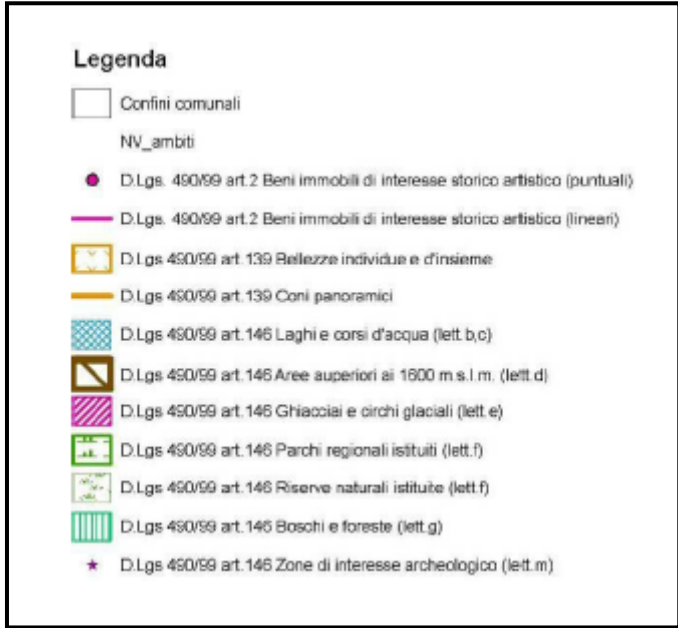 Legenda
Confini comunali
NV_ambiti
D.Lgs. 490/99 art.2 Beni immobili di interesse storico artistico (puntuali)
D.Lgs. 490/99 art.2 Beni immobili di interesse storico artistico (lineari)
D.Lgs 490/99 art.139 Bellezze individue e d'insieme
D.Lgs 490/99 art.139 Coni panoramici
D.Lgs 490/99 art.146 Laghi e corsi d'acqua (lett.b,c)
D.Lgs 490/99 art.146 Aree auperiori ai 1600 m.s.l.m. (lett.d)
D.Lgs 490/99 art.146 Ghiacciai e circhi glaciali (lett.e)
D.Lgs 490/99 art.146 Parchi regionali istituiti (lett.f)
D.Lgs 490/99 art.146 Riserve naturali istituite (lett.f)
D.Lgs 490/99 art.146 Boschi e foreste (lett.g)
D.Lgs 490/99 art.146 Zone di interesse archeologico (lett.m)